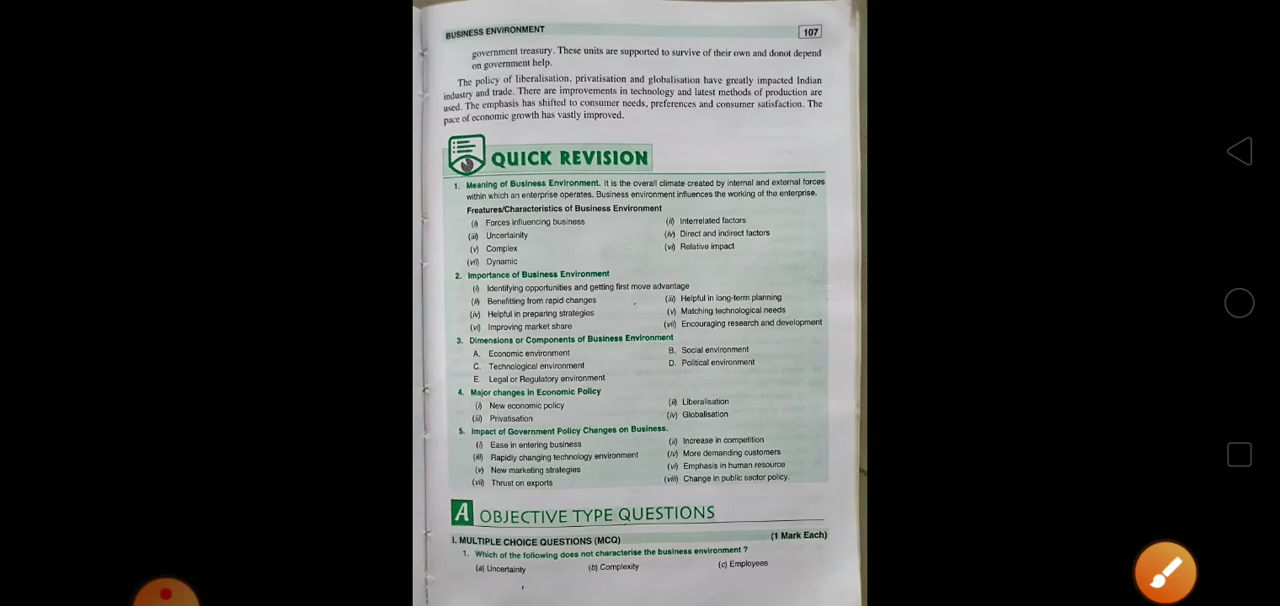 BUSINESS ENVIRONMENT 107
government treasury. These units are supported to survive of their own and donot depend
on government help.
The policy of liberalisation, privatisation and globalisation have greatly impacted Indian
industry and trade. There are improvements in technology and latest methods of production are
used. The emphasis has shifted to consumer needs, preferences and consumer satisfaction. The
pace of economic growth has vastly improved.
QUICK REVISION
1. Meaning of Business Environment. It is the overall climate created by internal and external forces
within which an enterprise operates. Business environment influences the working of the enterprise.
Freatures/Characteristics of Business Environment
(i) Forces influencing business (ii) Interrelated factors
(iii) Uncertainity (iv) Direct and indirect factors
(v) Complex (vi) Relative impact
(vii) Dynamic
2. Importance of Business Environment
(i) Identifying opportunities and getting first move advantage
(ii) Benefitting from rapid changes (iii) Helpful in long-term planning
(iv) Helpful in preparing strategies (v) Matching technological needs
(vi) Improving market share (vii) Encouraging research and development
3. Dimensions or Components of Business Environment
A. Economic environment B. Social environment
C. Technological environment D. Political environment
E. Legal or Regulatory environment
4. Major changes in Economic Policy
(i) New economic policy (ii) Liberalisation
(iii) Privatisation (iv) Globalisation
5. Impact of Government Policy Changes on Business.
(i) Ease in entering business (ii) Increase in competition
(iii) Rapidly changing technology environment (iv) More demanding customers
(v) New marketing strategies (vi) Emphasis in human resource
(vii) Thrust on exports (viii) Change in public sector policy.
A OBJECTIVE TYPE QUESTIONS
I. MULTIPLE CHOICE QUESTIONS (MCQ) (1 Mark Each)
1. Which of the following does not characterise the business environment ?
(a) Uncertainty (b) Complexity (c) Employees